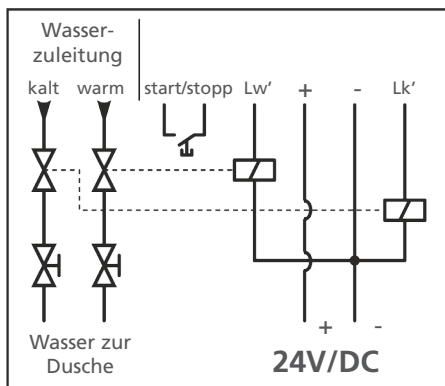 Wasser-
zuleitung
kalt warm start/stopp Lw' + - Lk'
+ -
Wasser zur
Dusche
24V/DC